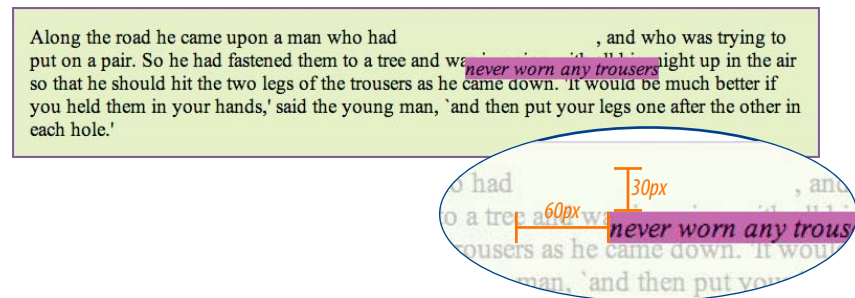 Along the road he came upon a man who had , and who was trying to
put on a pair. So he had fastened them to a tree and up in the air
never worn any trousers
so that he should hit the two legs of the trousers as he came down. 'It would be much better if
you held them in your hands,' said the young man, `and then put your legs one after the other in
each hole.'
o had , and
30px
60px
o a tree and wa
never worn any trous
rousers as he came down. 'It woul
man, `and then put you